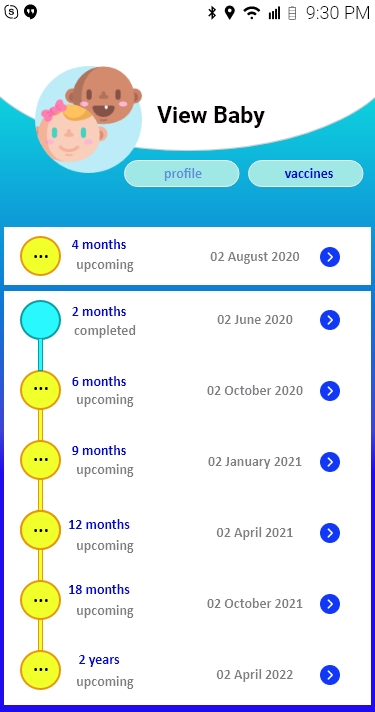 9:30 PM
View Baby
profile vaccines
4 months
upcoming
02 August 2020
2 months
completed
02 June 2020
6 months
upcoming
02 October 2020
9 months
upcoming
02 January 2021
12 months
upcoming
02 April 2021
18 months
upcoming
02 October 2021
2 years
upcoming
02 April 2022